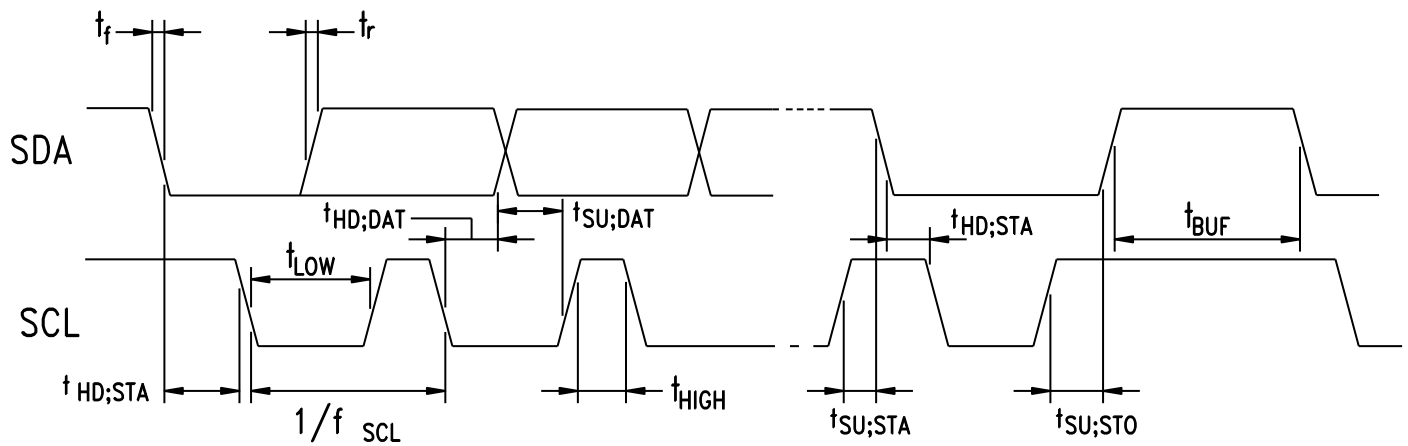 tf
tr
SDA
tHD;DAT
tSU;DAT
tHD;STA
tBUF
tLOW
SCL
tHD;STA
1/f SCL
tHIGH
tSU;STA
tSU;STO